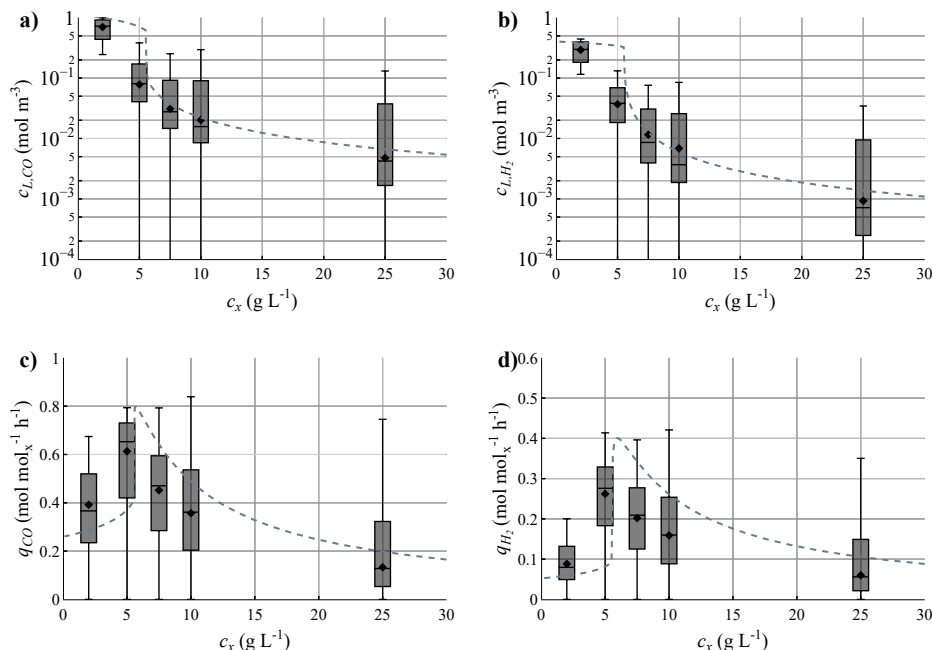 a)
1
5
2
10⁻¹
5
2
10⁻²
5
2
10⁻³
5
2
10⁻⁴
c_L,CO (mol m⁻³)
0 5 10 15 20 25 30
c_x (g L⁻¹)
b)
1
5
2
10⁻¹
5
2
10⁻²
5
2
10⁻³
5
2
10⁻⁴
c_L,H₂ (mol m⁻³)
0 5 10 15 20 25 30
c_x (g L⁻¹)
c)
1
0.8
0.6
0.4
0.2
0
q_CO (mol mol_x⁻¹ h⁻¹)
0 5 10 15 20 25 30
c_x (g L⁻¹)
d)
0.6
0.5
0.4
0.3
0.2
0.1
0
q_H₂ (mol mol_x⁻¹ h⁻¹)
0 5 10 15 20 25 30
c_x (g L⁻¹)